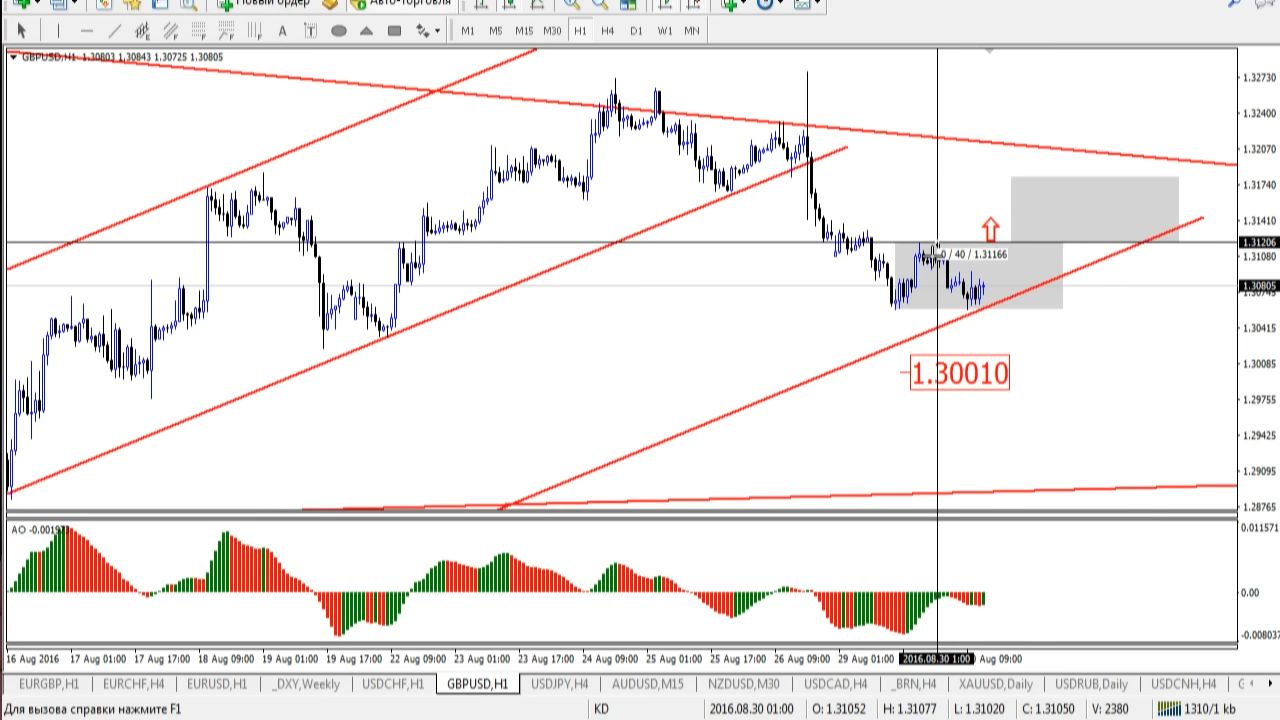 Новый ордер Авто-торговля
A T M1 M5 M15 M30 H1 H4 D1 W1 MN
GBPUSD,H1 1.30803 1.30843 1.30725 1.30805
1.32730
1.32400
1.32070
1.31740
1.31410
1.31206
1.31080
0 / 40 / 1.31166
1.30805
1.30415
1.30085
1.30010
1.29755
1.29425
1.29095
1.28765
0.011571
0.00
-0.008037
16 Aug 2016 17 Aug 01:00 17 Aug 17:00 18 Aug 09:00 19 Aug 01:00 19 Aug 17:00 22 Aug 09:00 23 Aug 01:00 23 Aug 17:00 24 Aug 09:00 25 Aug 01:00 25 Aug 17:00 26 Aug 09:00 29 Aug 01:00 2016.08.30 1:00 Aug 09:00
EURGBP,H1 EURCHF,H4 EURUSD,H1 _DXY,Weekly USDCHF,H1 GBPUSD,H1 USDJPY,H4 AUDUSD,M15 NZDUSD,M30 USDCAD,H4 _BRN,H4 XAUUSD,Daily USDRUB,Daily USDCNH,H4
Для вызова справки нажмите F1 KD 2016.08.30 01:00 O: 1.31052 H: 1.31077 L: 1.31020 C: 1.31050 V: 2380 1310/1 kb